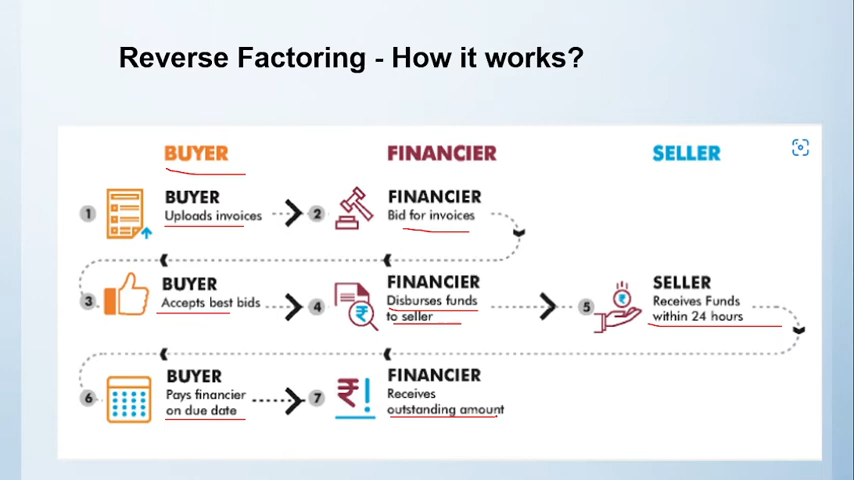 Reverse Factoring - How it works?
BUYER
FINANCIER
SELLER
1
BUYER
Uploads invoices
2
FINANCIER
Bid for invoices
3
BUYER
Accepts best bids
4
FINANCIER
Disburses funds
to seller
5
SELLER
Receives Funds
within 24 hours
6
BUYER
Pays financier
on due date
7
FINANCIER
Receives
outstanding amount